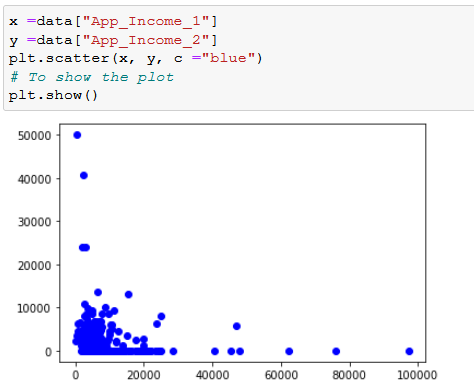 x =data["App_Income_1"]
y =data["App_Income_2"]
plt.scatter(x, y, c ="blue")
# To show the plot
plt.show()
50000
40000
30000
20000
10000
0
0 20000 40000 60000 80000 100000